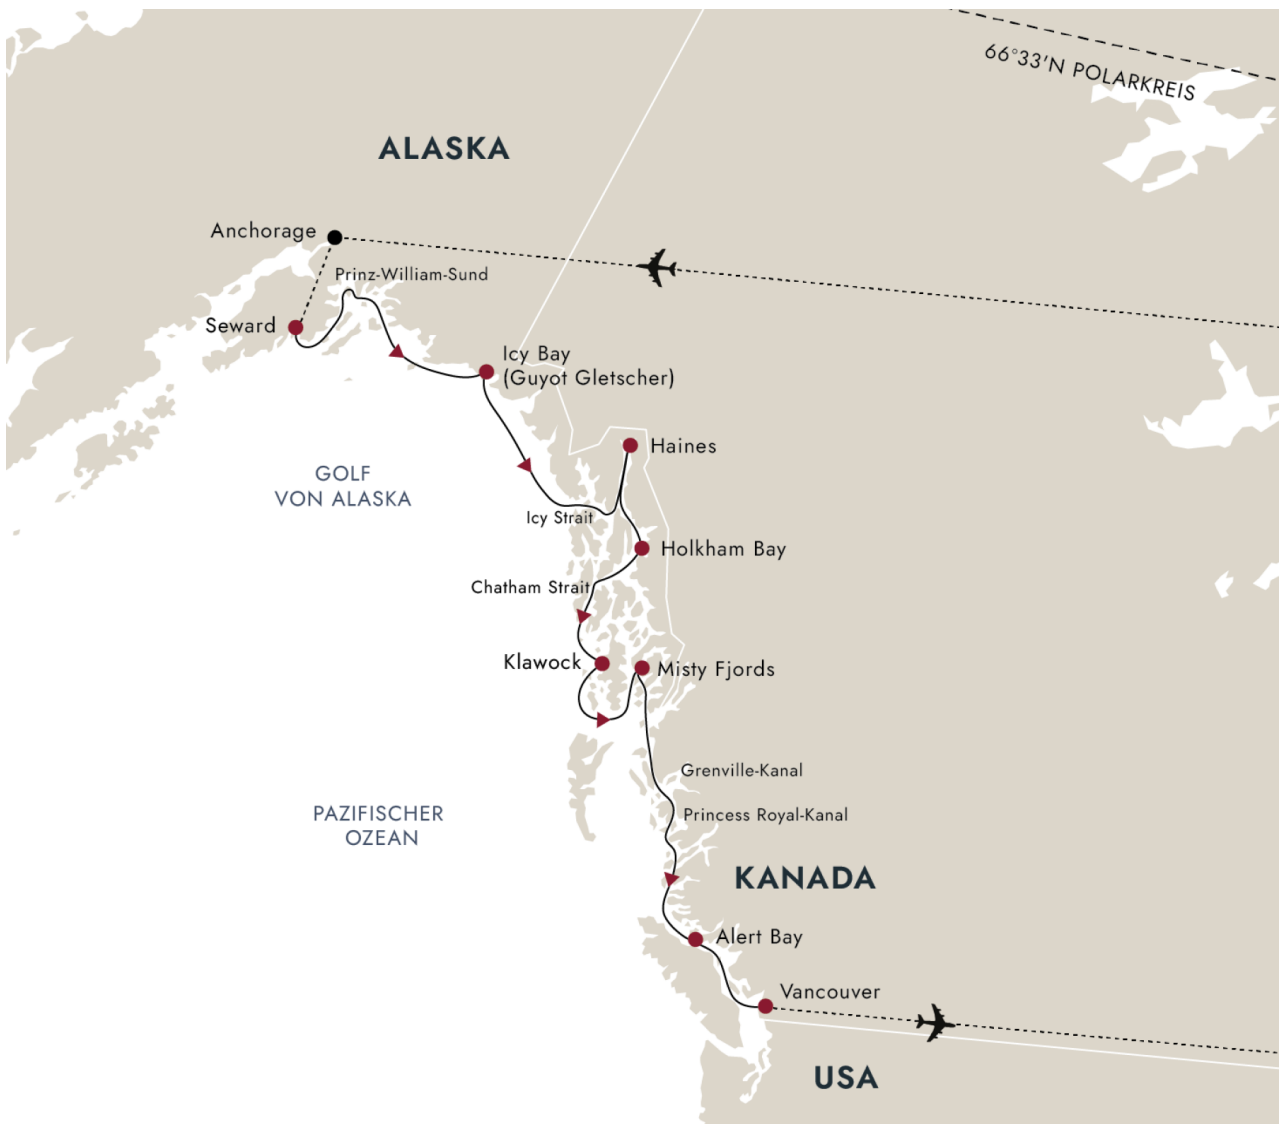 66°33'N POLARKREIS
ALASKA
Anchorage
Prinz-William-Sund
Seward
Icy Bay
(Guyot Gletscher)
Haines
GOLF
VON ALASKA
Icy Strait
Holkham Bay
Chatham Strait
Klawock
Misty Fjords
Grenville-Kanal
PAZIFISCHER
OZEAN
Princess Royal-Kanal
KANADA
Alert Bay
Vancouver
USA